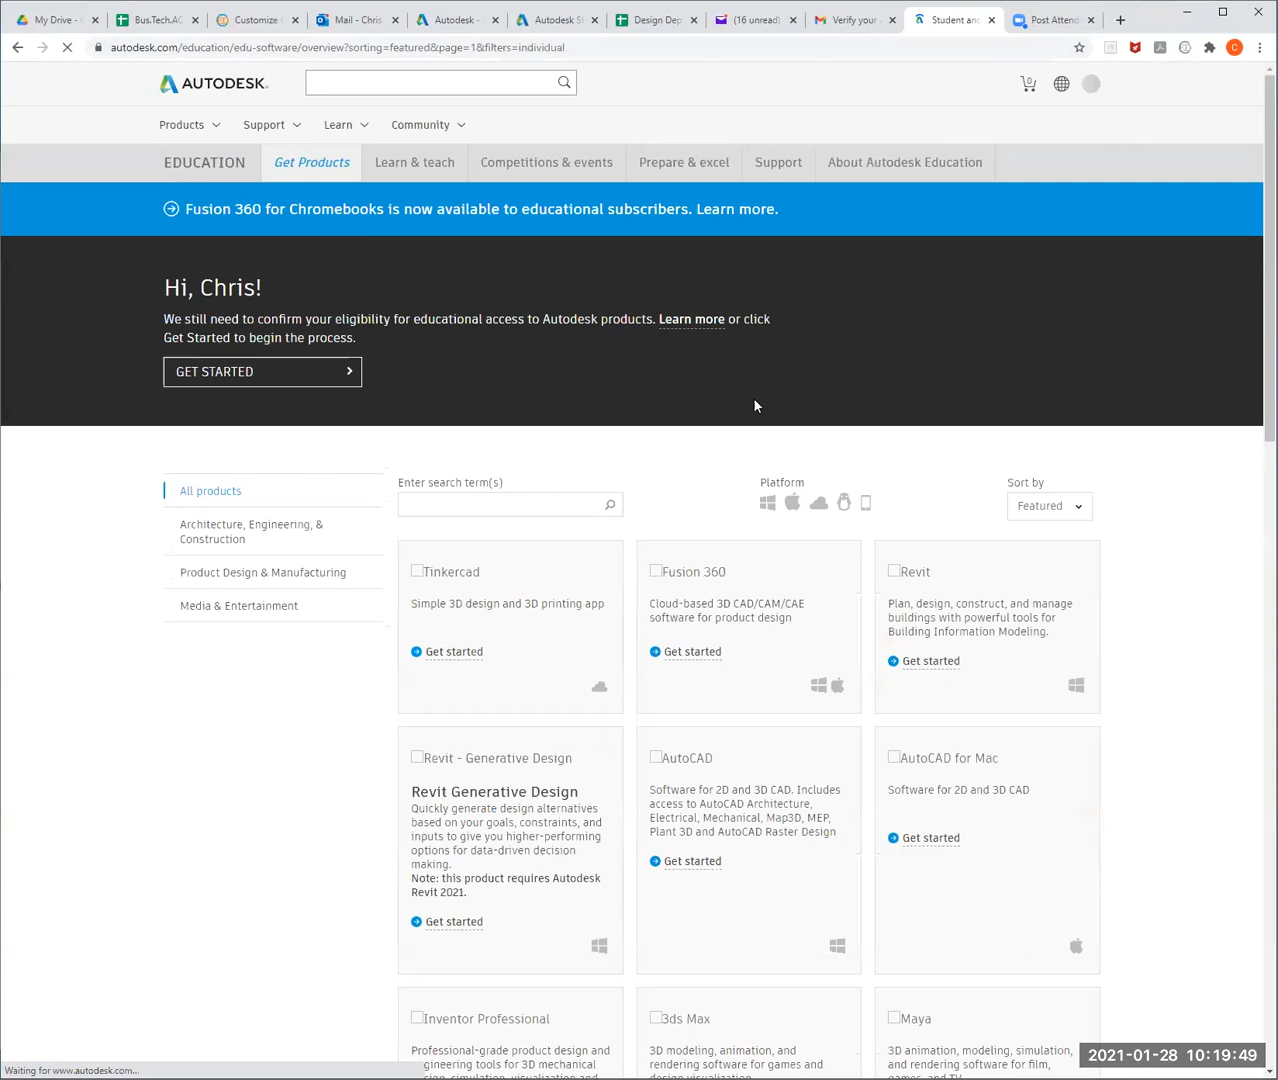 My Drive -
Bus.Tech.AC
Customize
Mail - Chris
Autodesk -
Autodesk S
Design Dep
(16 unread)
Verify your
Student an
Post Attend
autodesk.com/education/edu-software/overview?sorting=featured&page=1&filters=individual
C
AUTODESK.
0
Products
Support
Learn
Community
EDUCATION
Get Products
Learn & teach
Competitions & events
Prepare & excel
Support
About Autodesk Education
Fusion 360 for Chromebooks is now available to educational subscribers. Learn more.
Hi, Chris!
We still need to confirm your eligibility for educational access to Autodesk products. Learn more or click
Get Started to begin the process.
GET STARTED
All products
Architecture, Engineering, &
Construction
Product Design & Manufacturing
Media & Entertainment
Enter search term(s)
Platform
Sort by
Featured
Tinkercad
Simple 3D design and 3D printing app
Get started
Fusion 360
Cloud-based 3D CAD/CAM/CAE
software for product design
Get started
Revit
Plan, design, construct, and manage
buildings with powerful tools for
Building Information Modeling.
Get started
Revit - Generative Design
Revit Generative Design
Quickly generate design alternatives
based on your goals, constraints, and
inputs to give you higher-performing
options for data-driven decision
making.
Note: this product requires Autodesk
Revit 2021.
Get started
AutoCAD
Software for 2D and 3D CAD. Includes
access to AutoCAD Architecture,
Electrical, Mechanical, Map3D, MEP,
Plant 3D and AutoCAD Raster Design
Get started
AutoCAD for Mac
Software for 2D and 3D CAD
Get started
Inventor Professional
Professional-grade product design and
engineering tools for 3D mechanical
design, simulation, visualization, and
3ds Max
3D modeling, animation, and
rendering software for games and
design visualization
Maya
3D animation, modeling, simulation,
and rendering software for film,
games, and TV
Waiting for www.autodesk.com...
2021-01-28 10:19:49